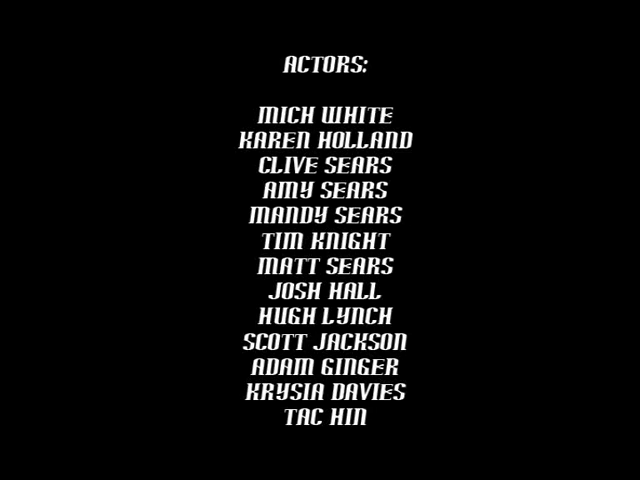 ACTORS:
MICH WHITE
KAREN HOLLAND
CLIVE SEARS
AMY SEARS
MANDY SEARS
TIM KNIGHT
MATT SEARS
JOSH HALL
HUGH LYNCH
SCOTT JACKSON
ADAM GINGER
KRYSIA DAVIES
TAC HIN